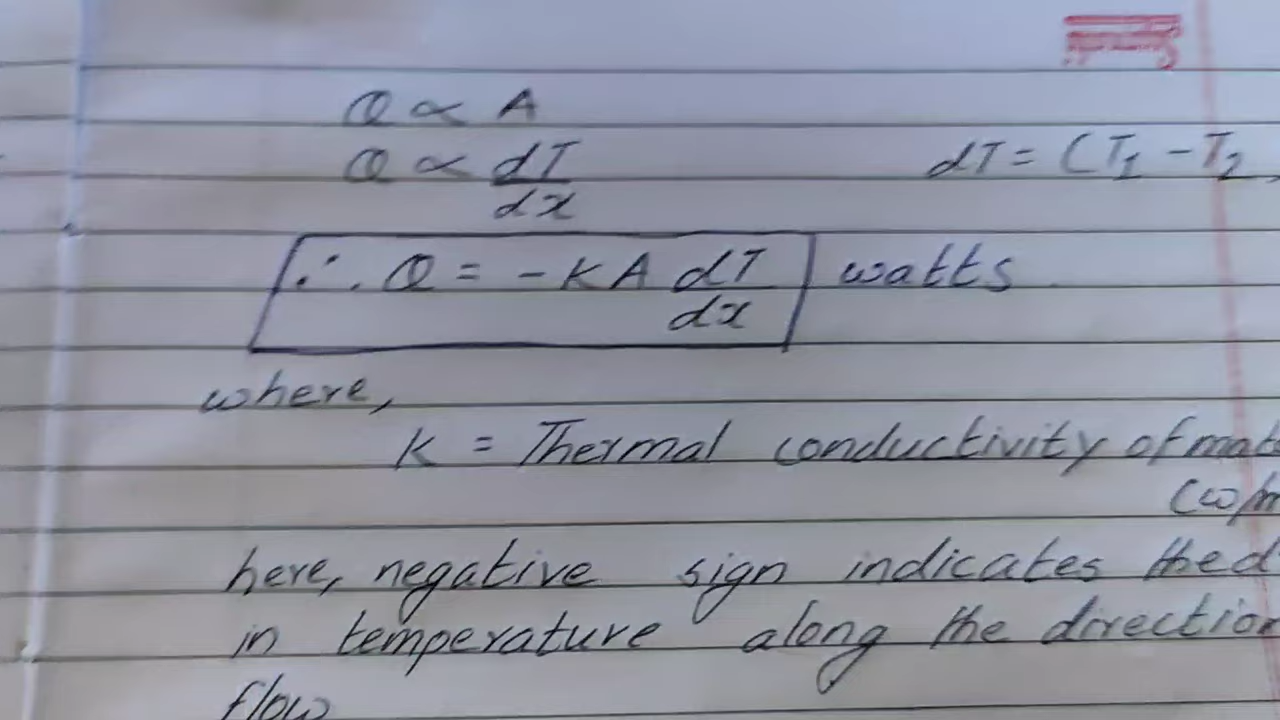 Q ∝ A
Q ∝ dT/dx dT = (T₁ - T₂
∴ Q = -KA dT/dx watts
where,
K = Thermal conductivity of mat
(w/m
here, negative sign indicates the d
in temperature along the direction
flow